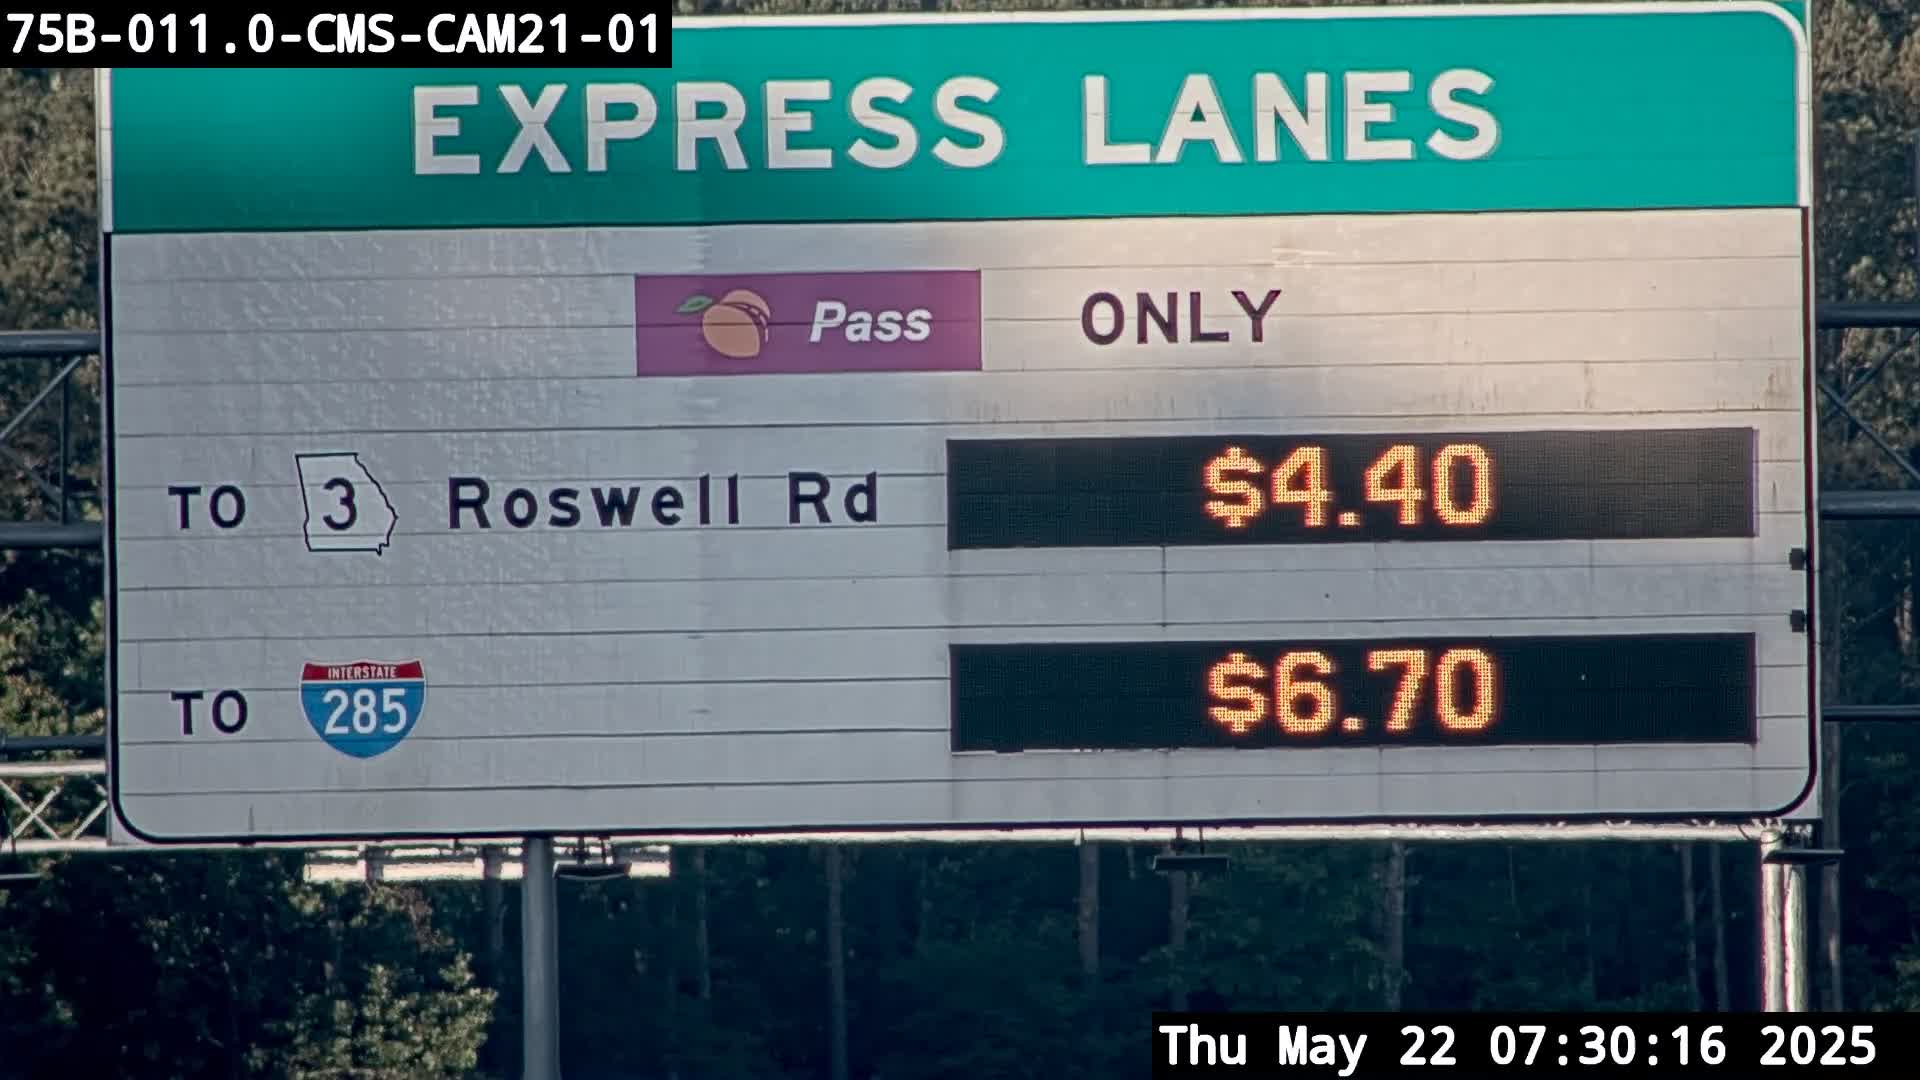 75B-011.0-CMS-CAM21-01
EXPRESS LANES
Pass ONLY
TO 3 Roswell Rd $4.40
TO INTERSTATE 285 $6.70
Thu May 22 07:30:16 2025